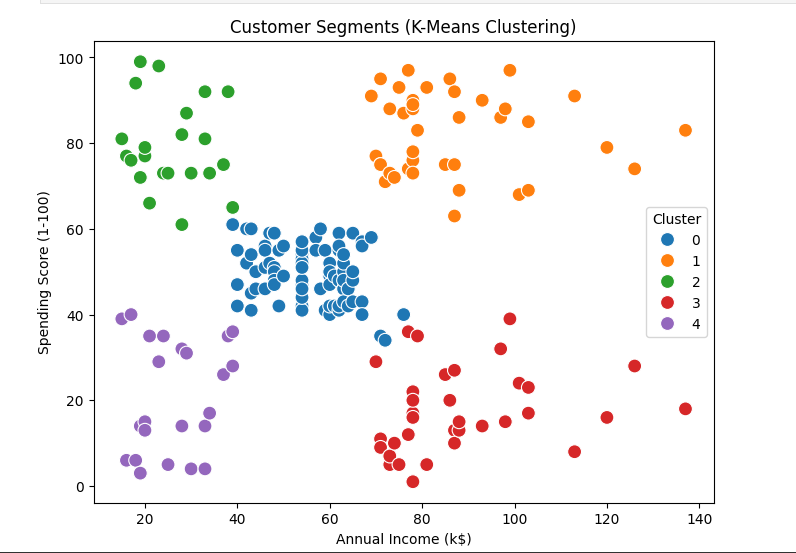 Customer Segments (K-Means Clustering)
100
80
60
40
20
0
Spending Score (1-100)
Cluster
0
1
2
3
4
20 40 60 80 100 120 140
Annual Income (k$)